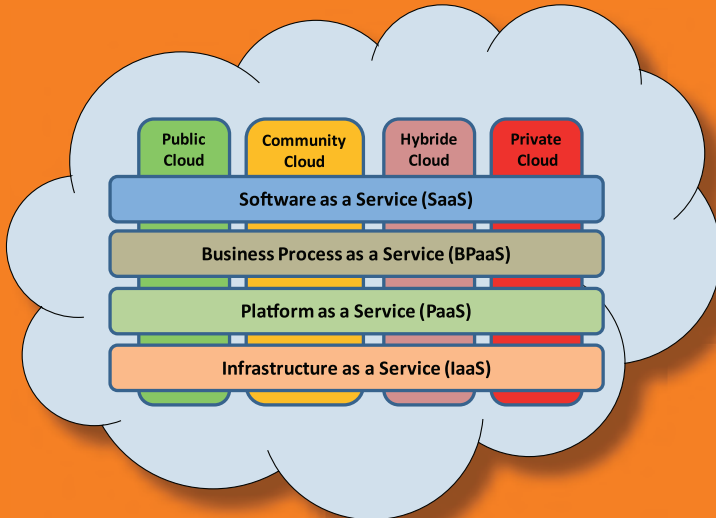 Public
Cloud
Community
Cloud
Hybride
Cloud
Private
Cloud
Software as a Service (SaaS)
Business Process as a Service (BPaaS)
Platform as a Service (PaaS)
Infrastructure as a Service (IaaS)